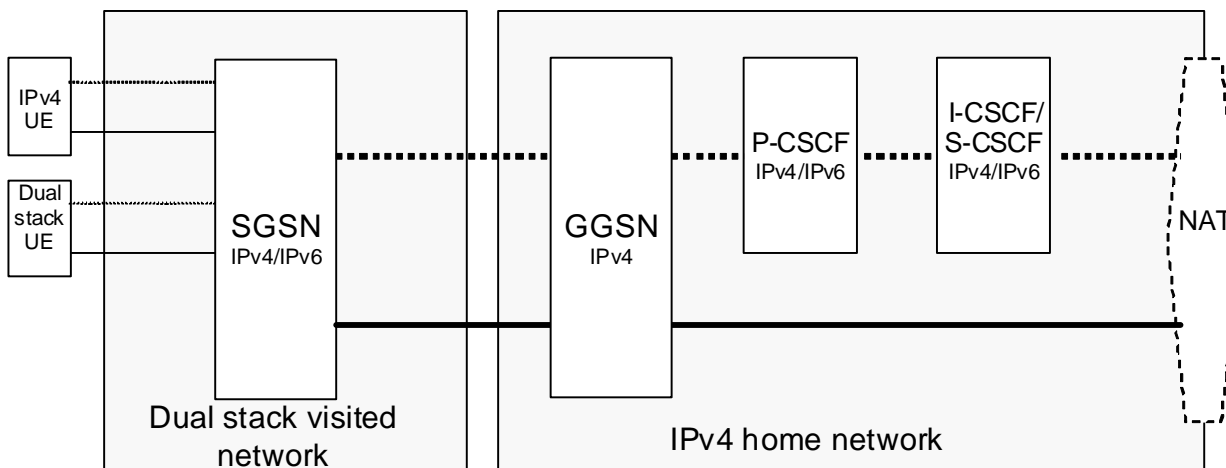 IPv4
UE
Dual
stack
UE
SGSN
IPv4/IPv6
Dual stack visited
network
GGSN
IPv4
P-CSCF
IPv4/IPv6
I-CSCF/
S-CSCF
IPv4/IPv6
NAT
IPv4 home network